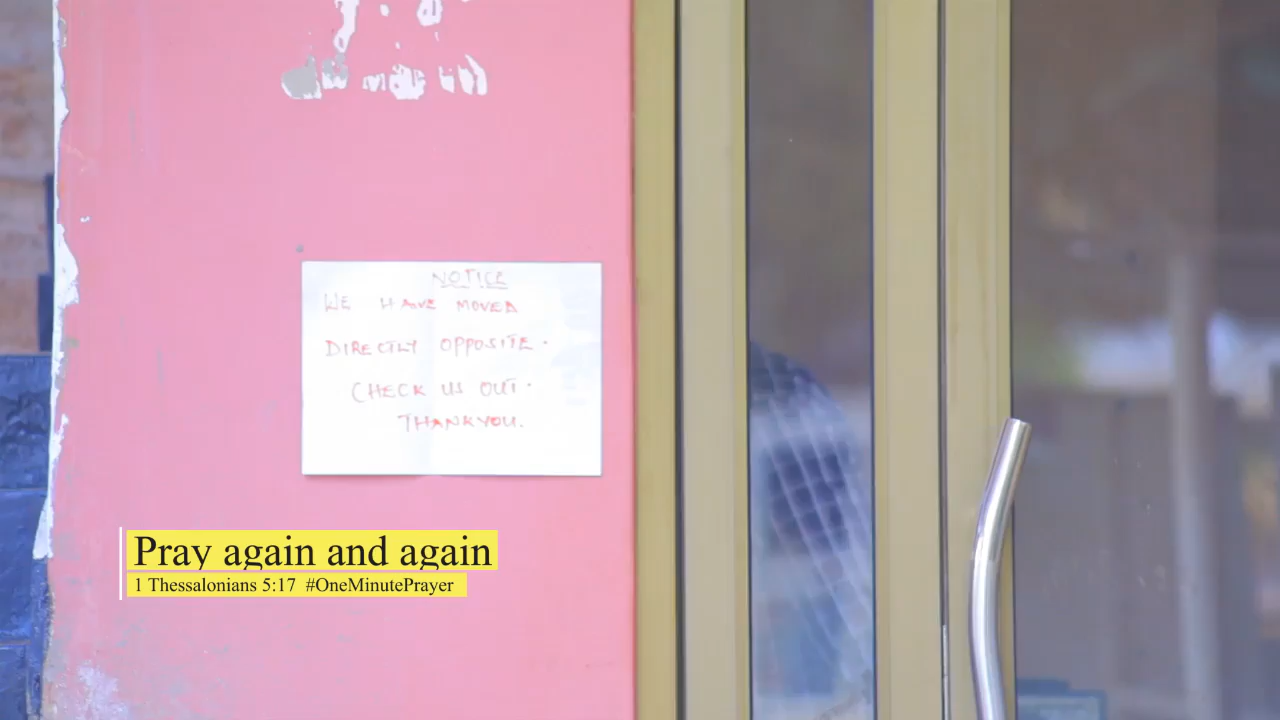 NOTICE
WE HAVE MOVED
DIRECTLY OPPOSITE.
CHECK US OUT.
THANKYOU.
Pray again and again
1 Thessalonians 5:17 #OneMinutePrayer